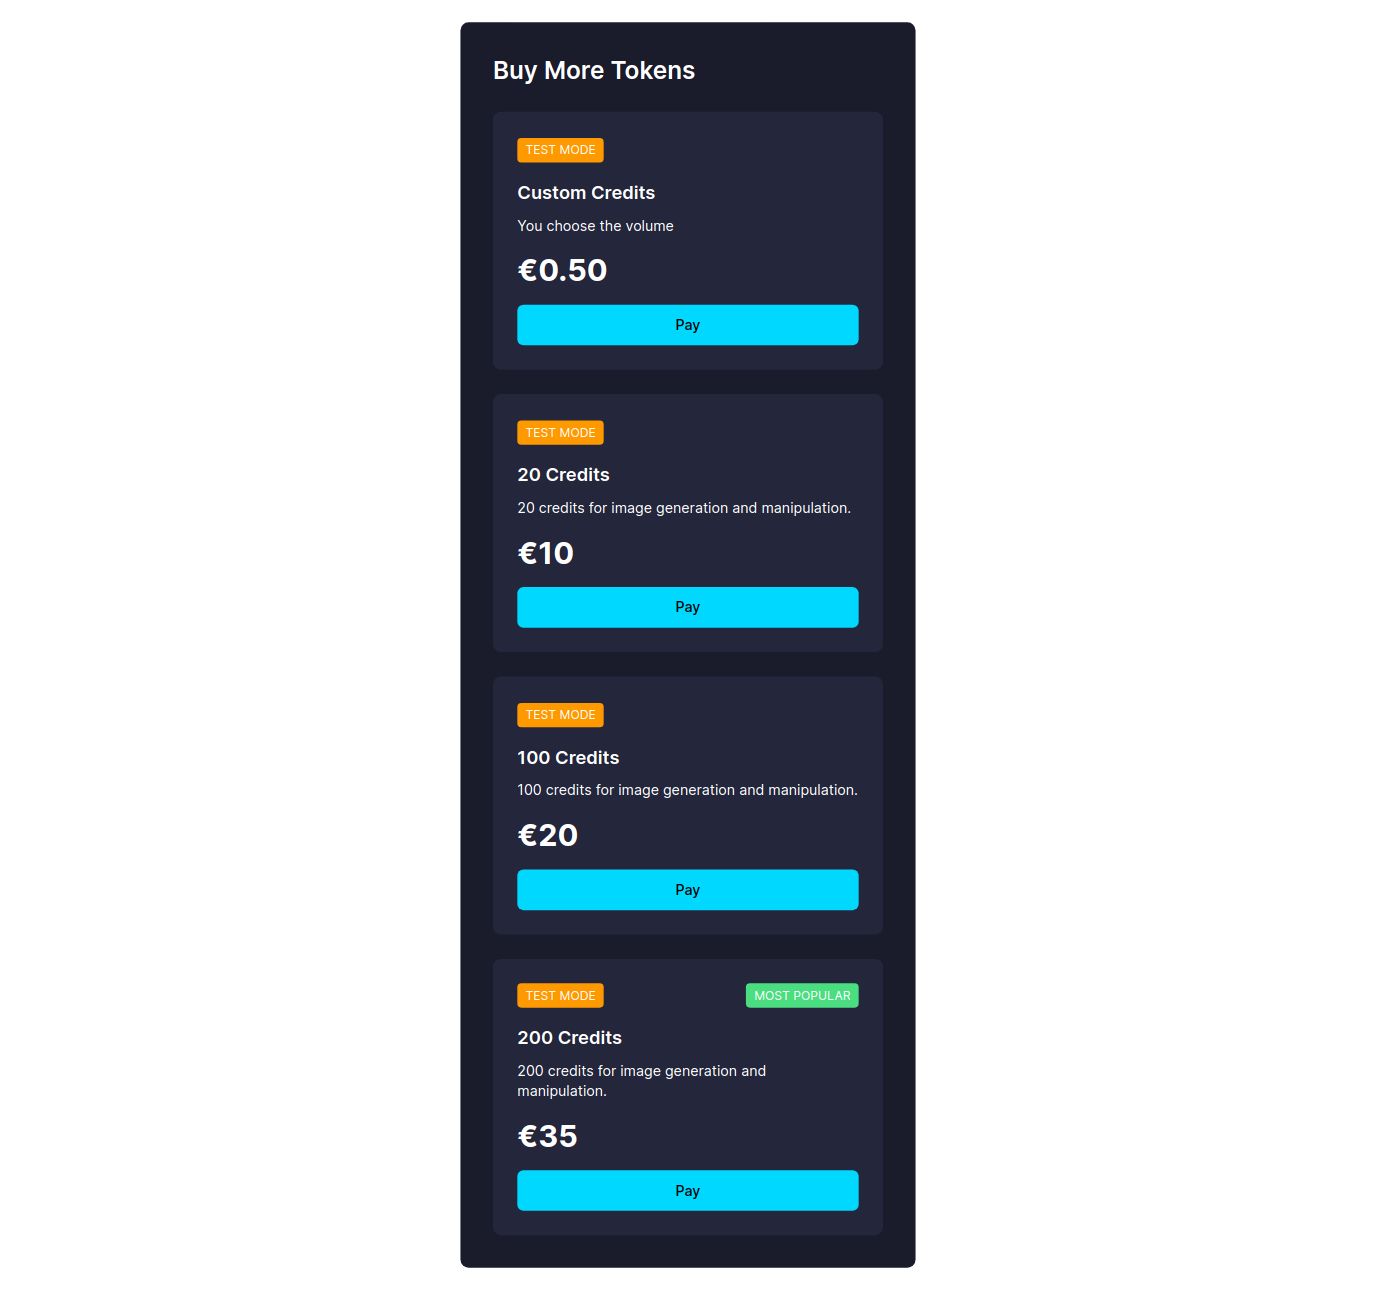 Buy More Tokens
TEST MODE
Custom Credits
You choose the volume
€0.50
Pay
TEST MODE
20 Credits
20 credits for image generation and manipulation.
€10
Pay
TEST MODE
100 Credits
100 credits for image generation and manipulation.
€20
Pay
TEST MODE
MOST POPULAR
200 Credits
200 credits for image generation and
manipulation.
€35
Pay